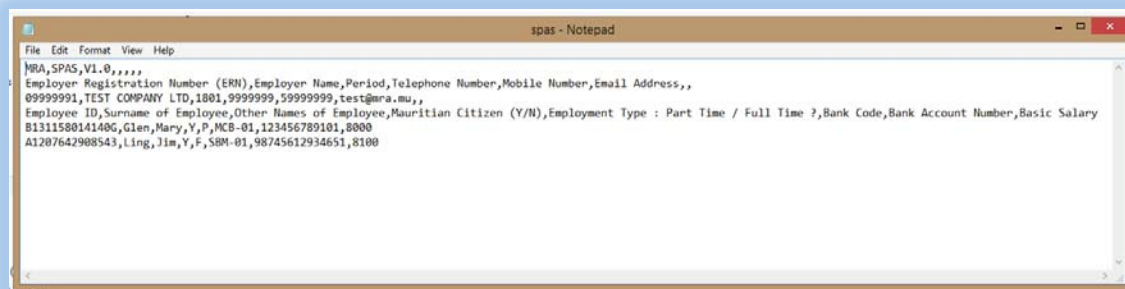 spas - Notepad
File Edit Format View Help
MRA,SPAS,V1.0,,,,,
Employer Registration Number (ERN),Employer Name,Period,Telephone Number,Mobile Number,Email Address,,
09999991,TEST COMPANY LTD,1801,9999999,59999999,test@mra.mu,,
Employee ID,Surname of Employee,Other Names of Employee,Mauritian Citizen (Y/N),Employment Type : Part Time / Full Time ?,Bank Code,Bank Account Number,Basic Salary
B131158014140G,Glen,Mary,Y,P,MCB-01,123456789101,8000
A1207642908543,Ling,Jim,Y,F,SBM-01,98745612934651,8100